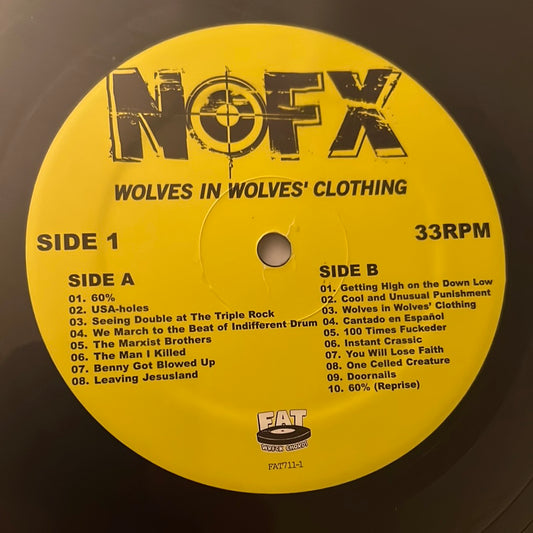 NOFX
WOLVES IN WOLVES' CLOTHING
SIDE 1
33RPM
SIDE A
01. 60%
02. USA-holes
03. Seeing Double at The Triple Rock
04. We March to the Beat of Indifferent Drum
05. The Marxist Brothers
06. The Man I Killed
07. Benny Got Blowed Up
08. Leaving Jesusland
SIDE B
01. Getting High on the Down Low
02. Cool and Unusual Punishment
03. Wolves in Wolves' Clothing
04. Cantado en Español
05. 100 Times Fuckeder
06. Instant Crassic
07. You Will Lose Faith
08. One Celled Creature
09. Doornails
10. 60% (Reprise)
FAT
WRECK CHORDS
FAT711-1